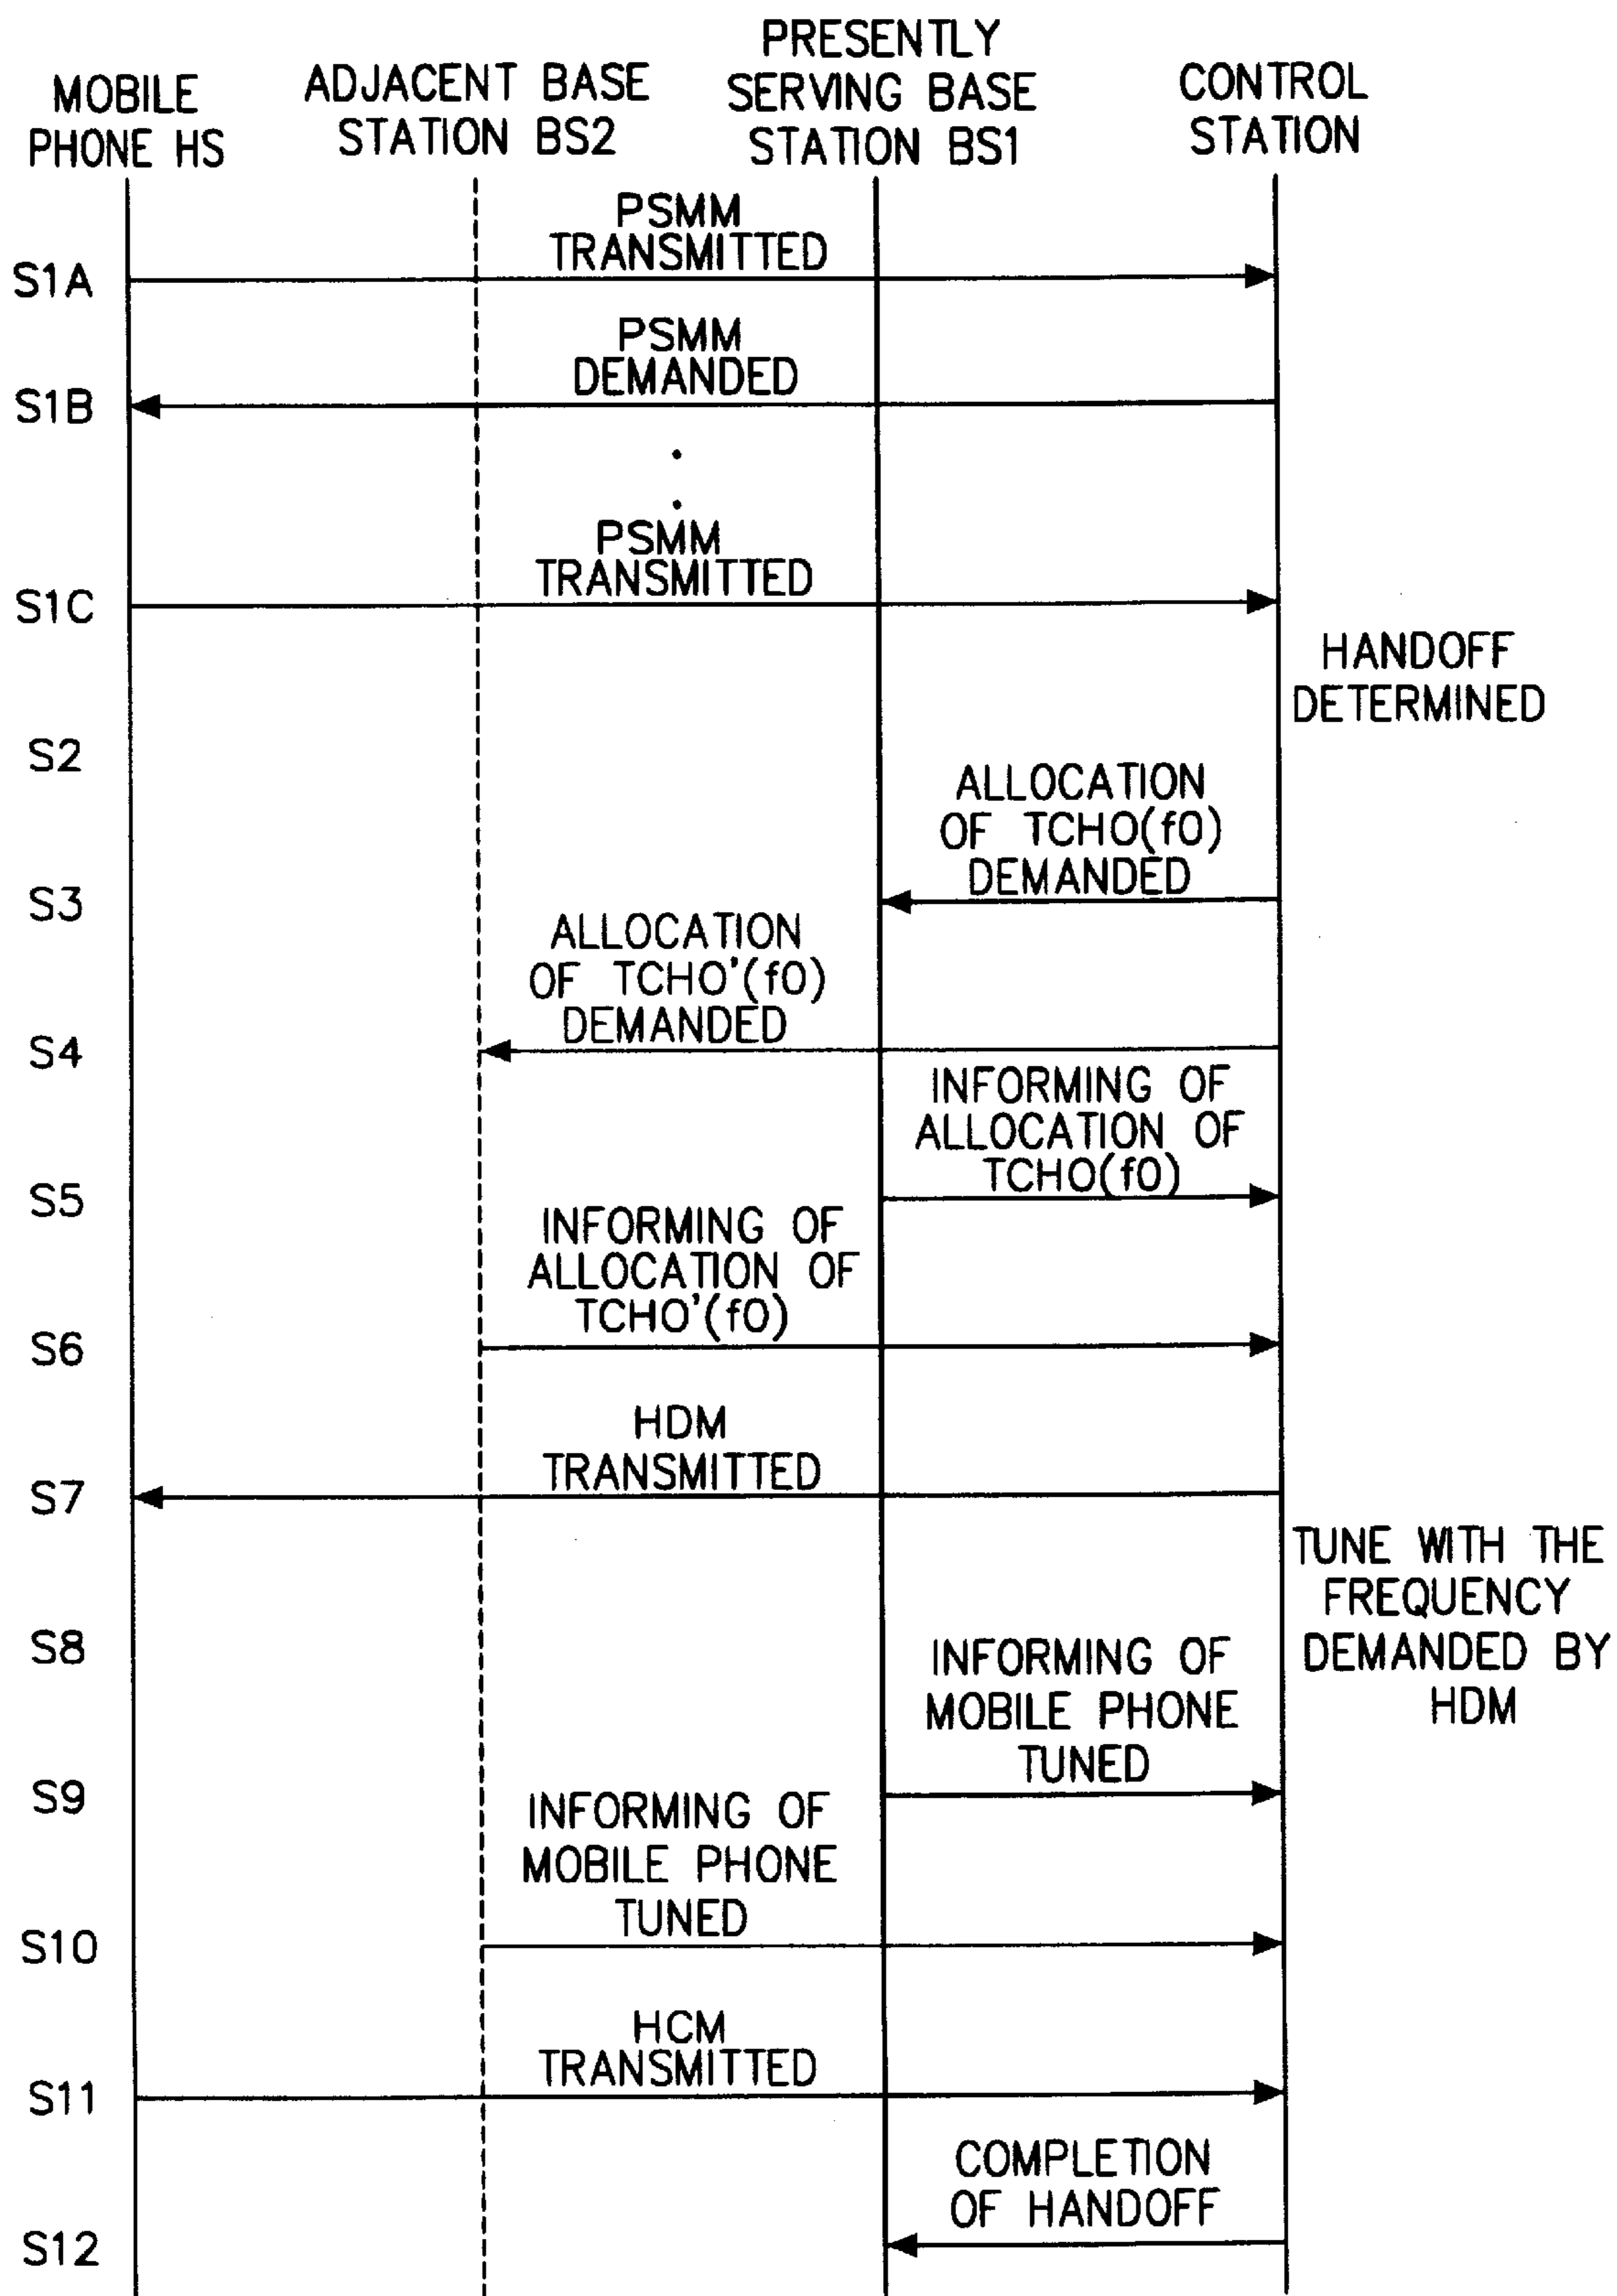 MOBILE
PHONE HS
ADJACENT BASE
STATION BS2
PRESENTLY
SERVING BASE
STATION BS1
CONTROL
STATION
PSMM
TRANSMITTED
S1A
PSMM
DEMANDED
S1B
PSMM
TRANSMITTED
S1C
HANDOFF
DETERMINED
S2
ALLOCATION
OF TCHO(f0)
DEMANDED
S3
ALLOCATION
OF TCHO'(f0)
DEMANDED
S4
INFORMING OF
ALLOCATION OF
TCHO(f0)
S5
INFORMING OF
ALLOCATION OF
TCHO'(f0)
S6
HDM
TRANSMITTED
S7
TUNE WITH THE
FREQUENCY
DEMANDED BY
HDM
S8
INFORMING OF
MOBILE PHONE
TUNED
S9
INFORMING OF
MOBILE PHONE
TUNED
S10
HCM
TRANSMITTED
S11
COMPLETION
OF HANDOFF
S12